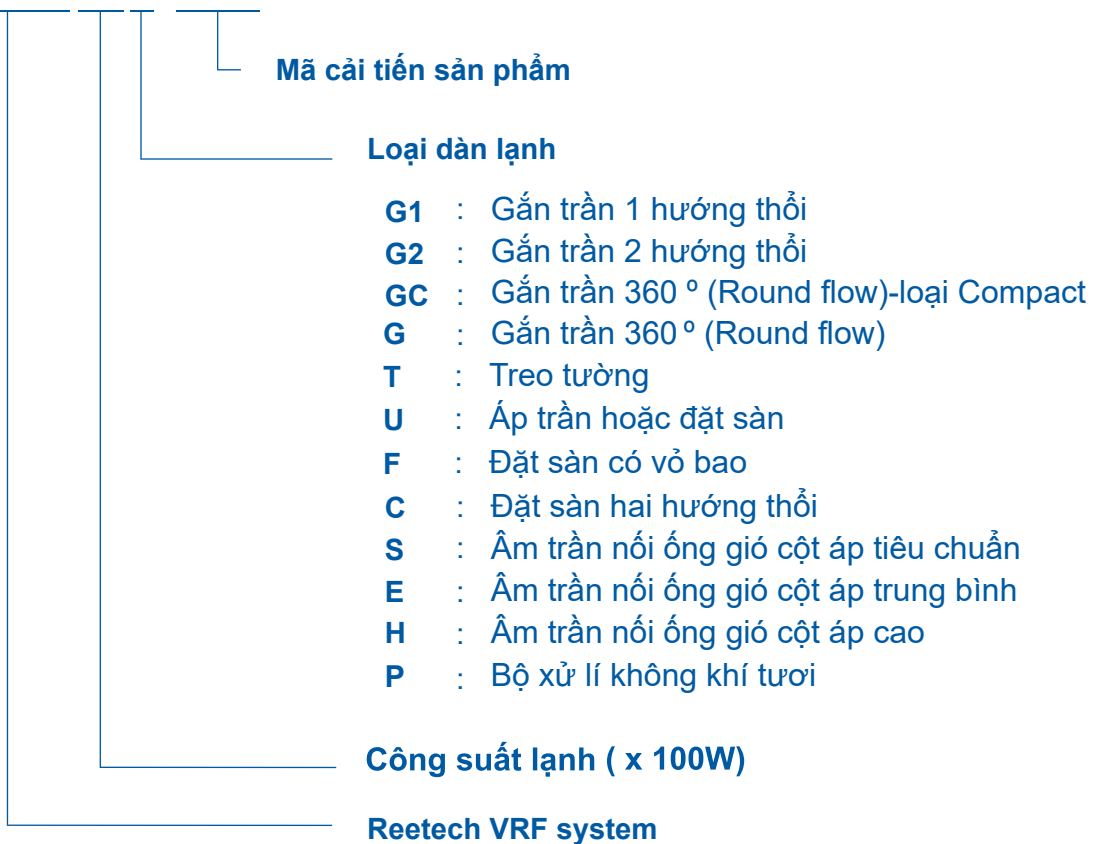 Mã cải tiến sản phẩm
Loại dàn lạnh
G1 : Gắn trần 1 hướng thổi
G2 : Gắn trần 2 hướng thổi
GC : Gắn trần 360 º (Round flow)-loại Compact
G : Gắn trần 360 º (Round flow)
T : Treo tường
U : Áp trần hoặc đặt sàn
F : Đặt sàn có vỏ bao
C : Đặt sàn hai hướng thổi
S : Âm trần nối ống gió cột áp tiêu chuẩn
E : Âm trần nối ống gió cột áp trung bình
H : Âm trần nối ống gió cột áp cao
P : Bộ xử lí không khí tươi
Công suất lạnh ( x 100W)
Reetech VRF system